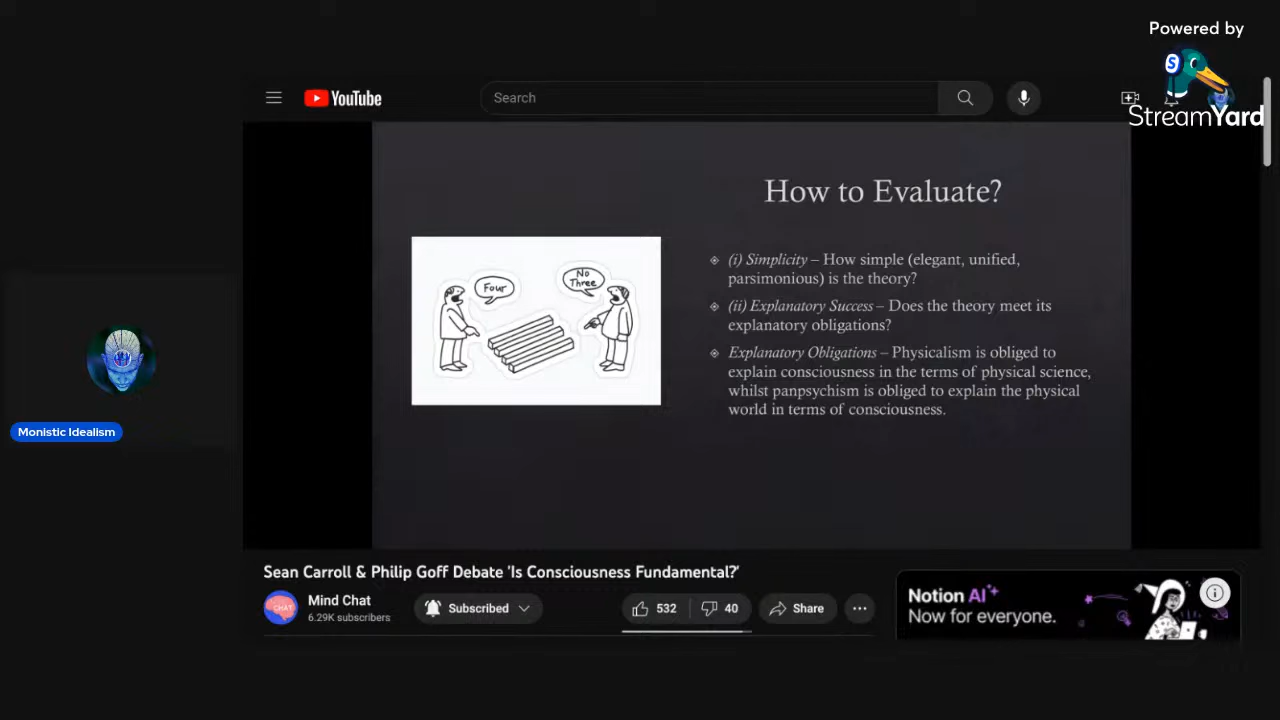 Powered by
StreamYard
S
YouTube
Search
How to Evaluate?
Four
No
Three
(i) Simplicity – How simple (elegant, unified,
parsimonious) is the theory?
(ii) Explanatory Success – Does the theory meet its
explanatory obligations?
Explanatory Obligations – Physicalism is obliged to
explain consciousness in the terms of physical science,
whilst panpsychism is obliged to explain the physical
world in terms of consciousness.
Monistic Idealism
Sean Carroll & Philip Goff Debate 'Is Consciousness Fundamental?'
CHAT
Mind Chat
6.29K subscribers
Subscribed
532
40
Share
Notion AI
Now for everyone.